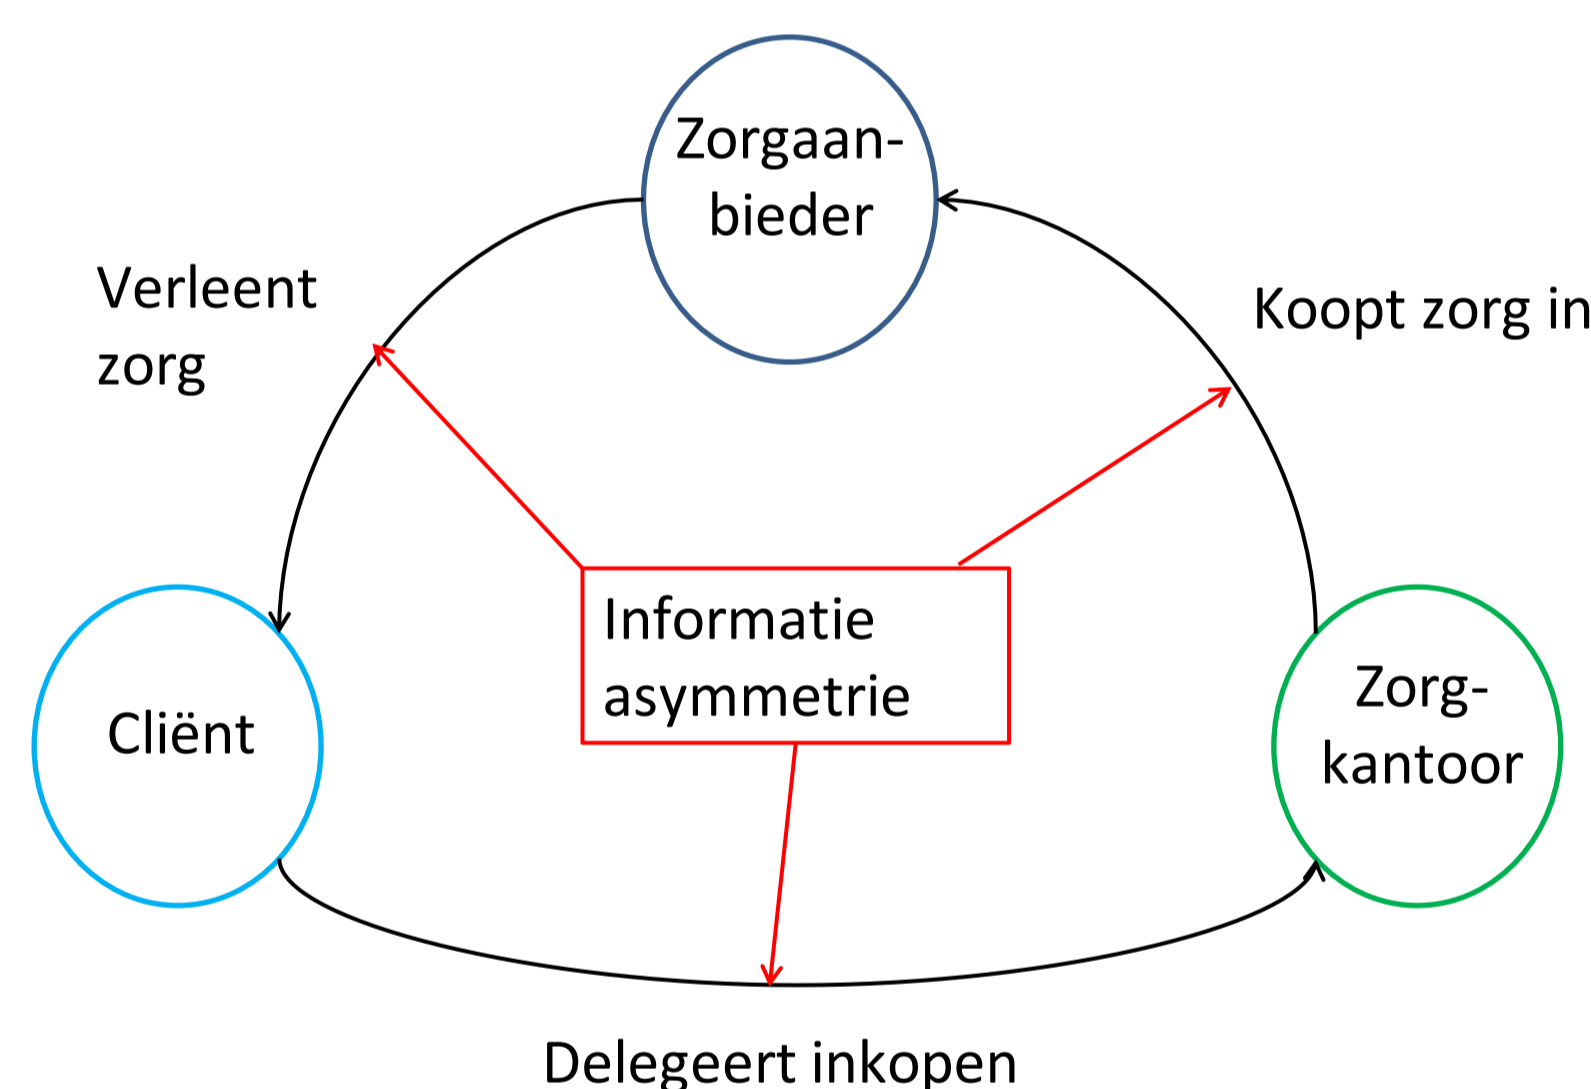 Zorgaan-
bieder
Verleent
zorg
Koopt zorg in
Informatie
asymmetrie
Cliënt
Zorg-
kantoor
Delegeert inkopen